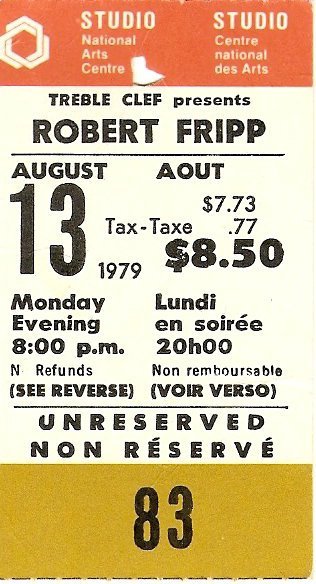 STUDIO STUDIO
National Centre
Arts national
Centre des Arts
TREBLE CLEF presents
ROBERT FRIPP
AUGUST AOUT
13 1979 Tax-Taxe $7.73 .77
$8.50
Monday Lundi
Evening en soirée
8:00 p.m. 20h00
N Refunds Non remboursable
(SEE REVERSE) (VOIR VERSO)
UNRESERVED
NON RÉSERVÉ
83